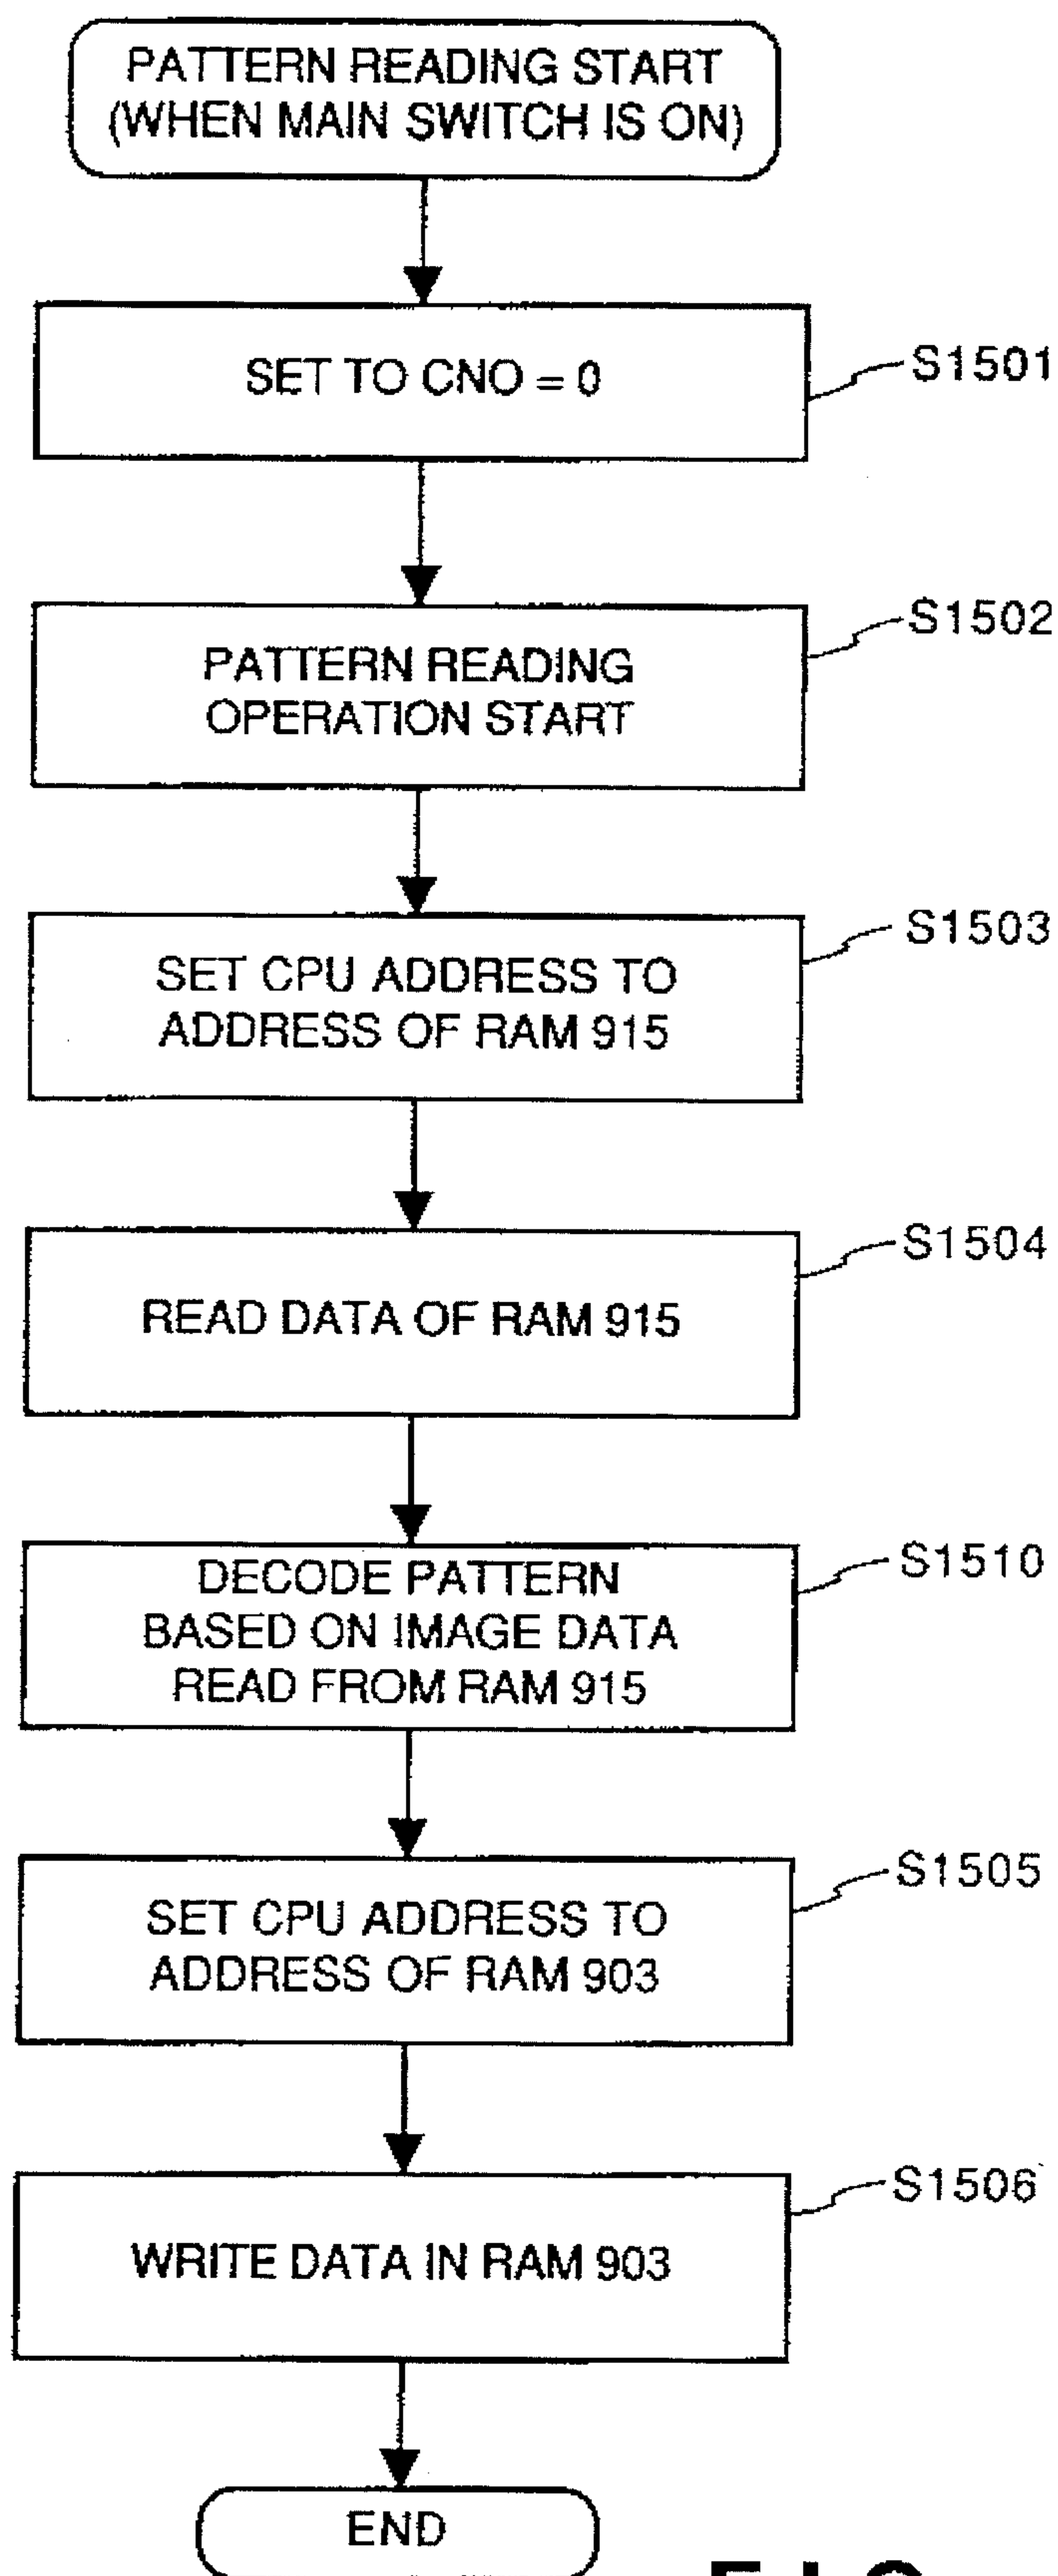 PATTERN READING START
(WHEN MAIN SWITCH IS ON)
SET TO CNO = 0
S1501
S1502
PATTERN READING
OPERATION START
S1503
SET CPU ADDRESS TO
ADDRESS OF RAM 915
S1504
READ DATA OF RAM 915
S1510
DECODE PATTERN
BASED ON IMAGE DATA
READ FROM RAM 915
S1505
SET CPU ADDRESS TO
ADDRESS OF RAM 903
S1506
WRITE DATA IN RAM 903
END